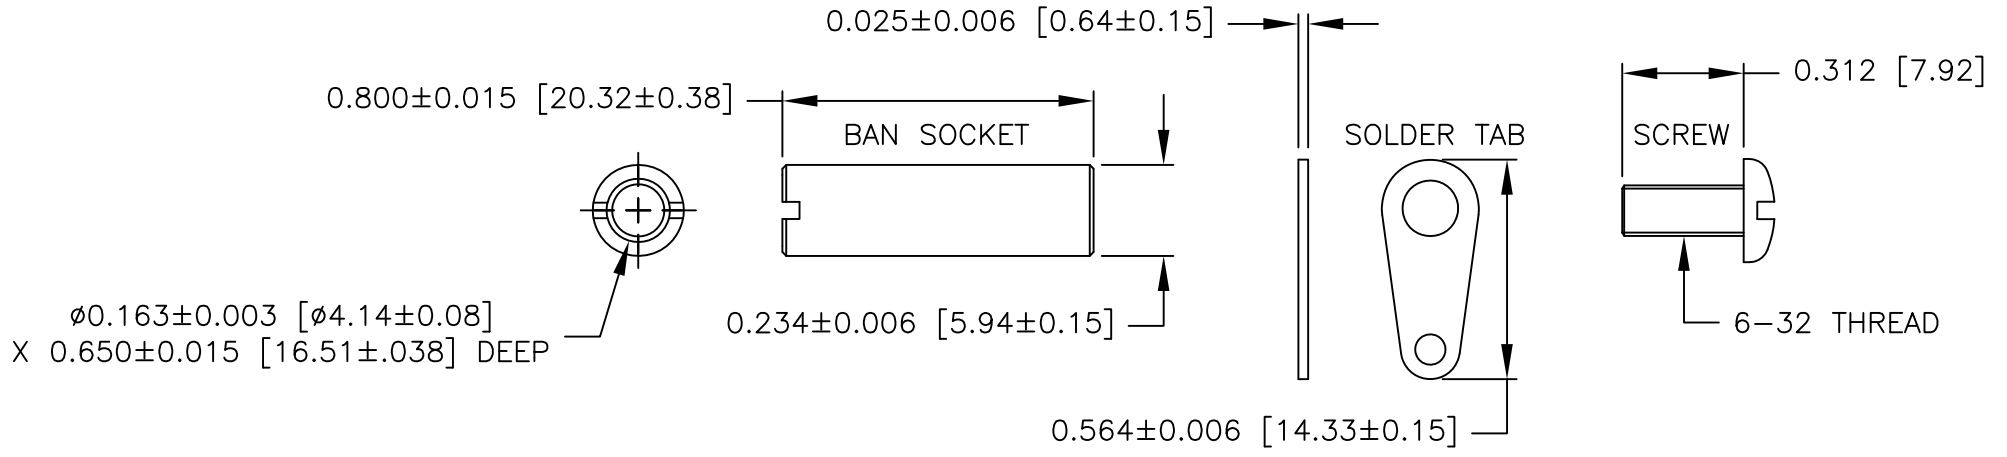 0.025±0.006 [0.64±0.15]
0.312 [7.92]
0.800±0.015 [20.32±0.38]
BAN SOCKET
SOLDER TAB
SCREW
ø0.163±0.003 [ø4.14±0.08]
X 0.650±0.015 [16.51±.038] DEEP
0.234±0.006 [5.94±0.15]
6-32 THREAD
0.564±0.006 [14.33±0.15]